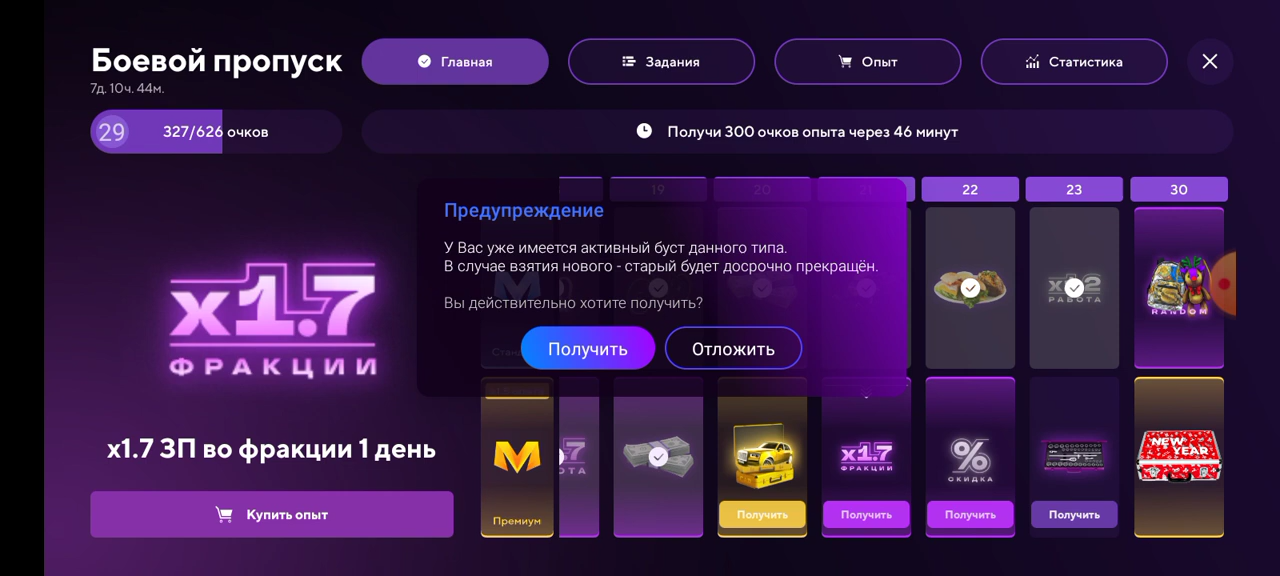 Боевой пропуск
7д. 10ч. 44м.
Главная
Задания
Опыт
Статистика
29
327/626 очков
Получи 300 очков опыта через 46 минут
19
20
21
22
23
30
Предупреждение
У Вас уже имеется активный буст данного типа.
В случае взятия нового - старый будет досрочно прекращён.
Вы действительно хотите получить?
Получить
Отложить
x1.7
ФРАКЦИИ
x2
РАБОТА
RANDOM
x1.7 ЗП во фракции 1 день
Купить опыт
Премиум
Получить
x1.7
ФРАКЦИИ
Получить
%
СКИДКА
Получить
Получить
NEW
YEAR